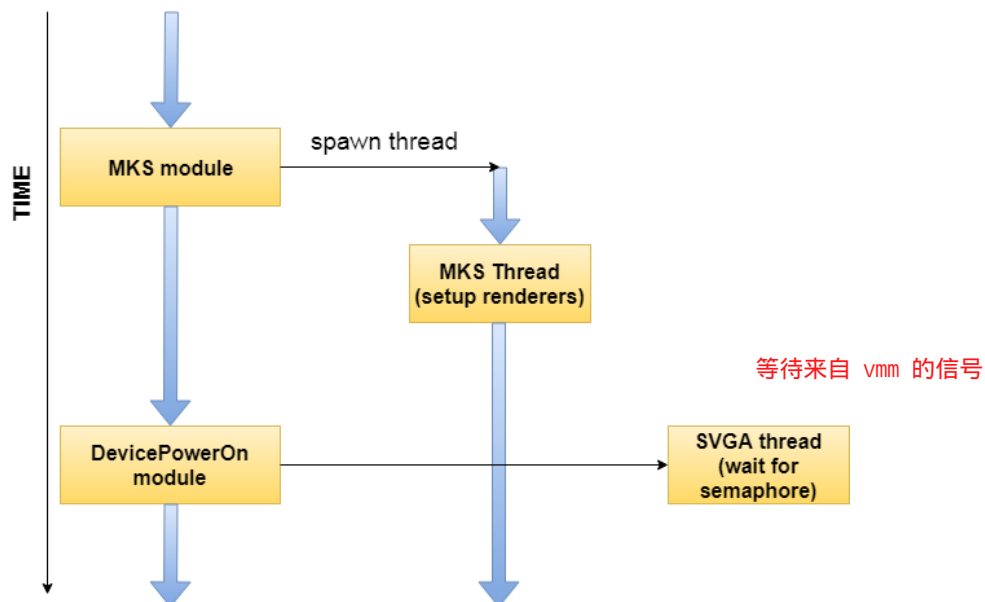 TIME
MKS module
spawn thread
MKS Thread
(setup renderers)
等待来自 vmm 的信号
DevicePowerOn
module
SVGA thread
(wait for
semaphore)